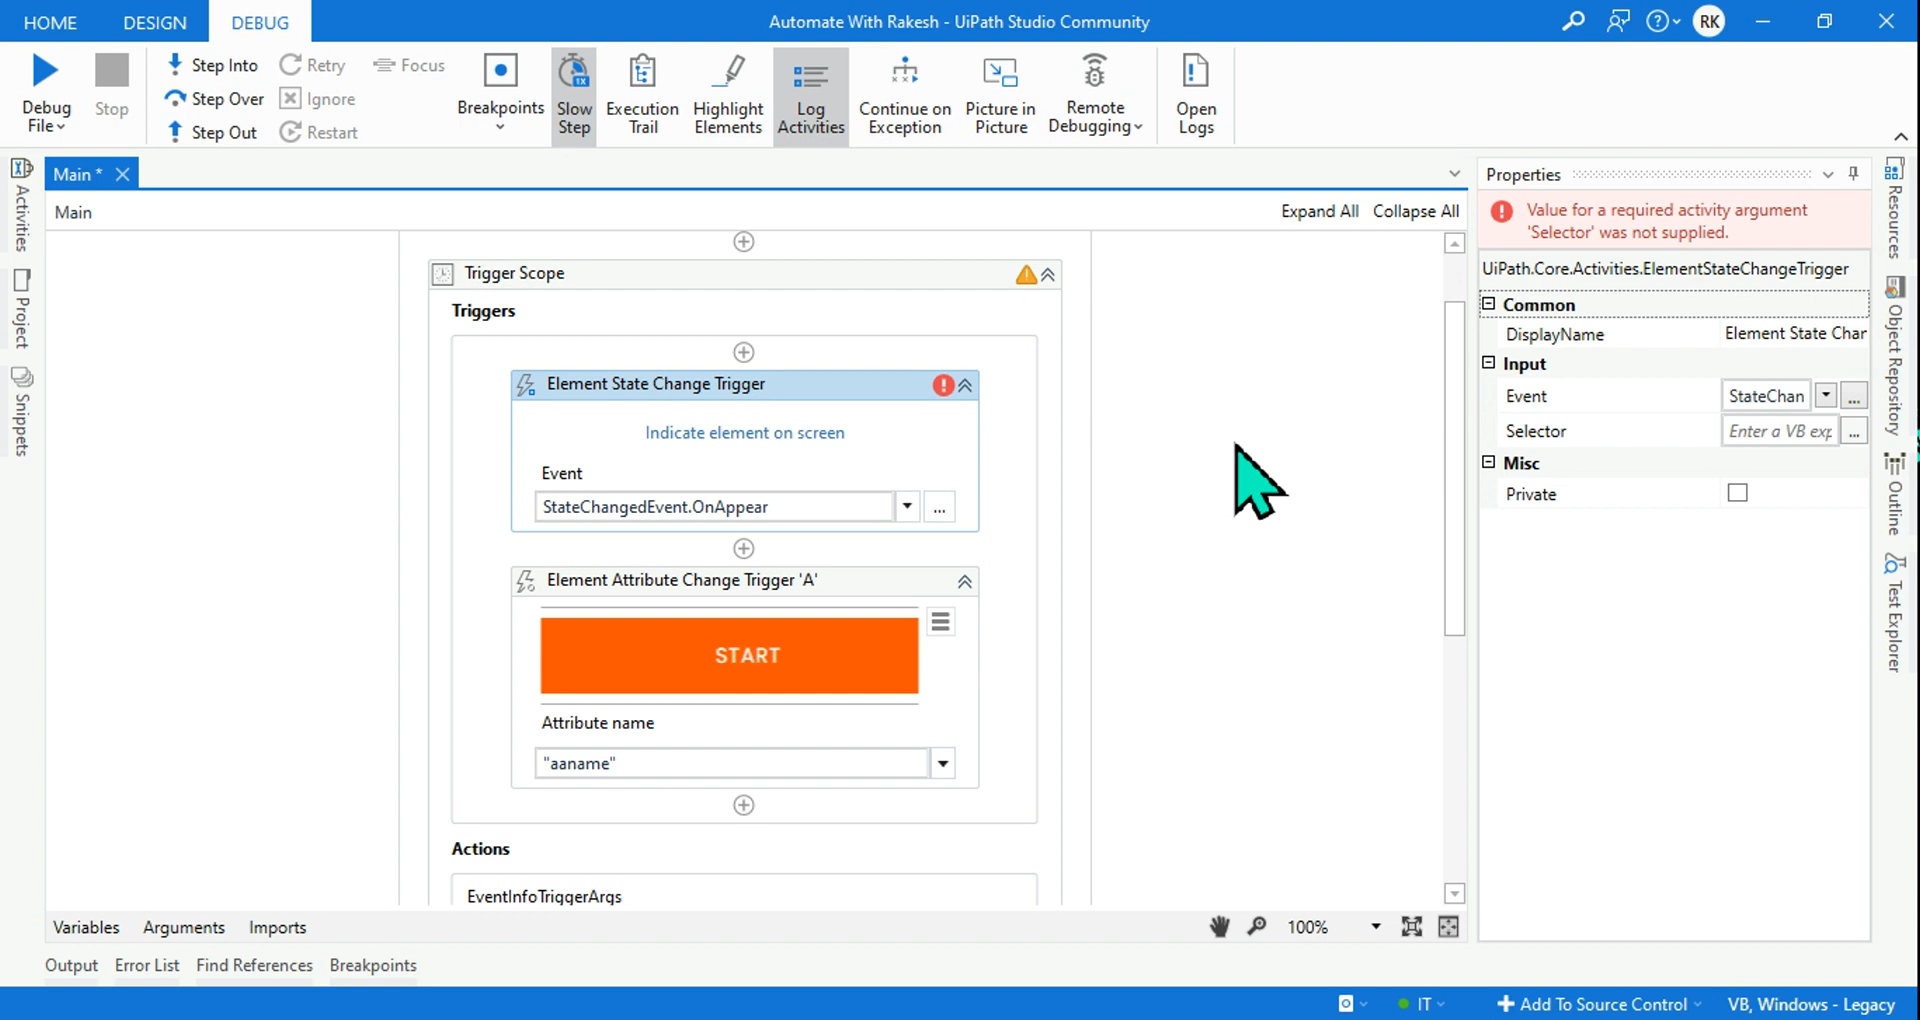 HOME DESIGN DEBUG
Automate With Rakesh - UiPath Studio Community
RK
Debug File
Stop
Step Into
Step Over
Step Out
Retry
Ignore
Restart
Focus
Breakpoints
Slow Step
1X
Execution Trail
Highlight Elements
Log Activities
Continue on Exception
Picture in Picture
Remote Debugging
Open Logs
Activities
Project
Snippets
Main *
Main
Expand All Collapse All
Trigger Scope
Triggers
Element State Change Trigger
Indicate element on screen
Event
StateChangedEvent.OnAppear
...
Element Attribute Change Trigger 'A'
START
Attribute name
"aaname"
Actions
EventInfoTriggerArgs
Properties
Value for a required activity argument
'Selector' was not supplied.
UiPath.Core.Activities.ElementStateChangeTrigger
Common
DisplayName Element State Char
Input
Event StateChan ...
Selector Enter a VB exp ...
Misc
Private
Resources
Object Repository
Outline
Test Explorer
Variables Arguments Imports
100%
Output Error List Find References Breakpoints
IT
Add To Source Control
VB, Windows - Legacy